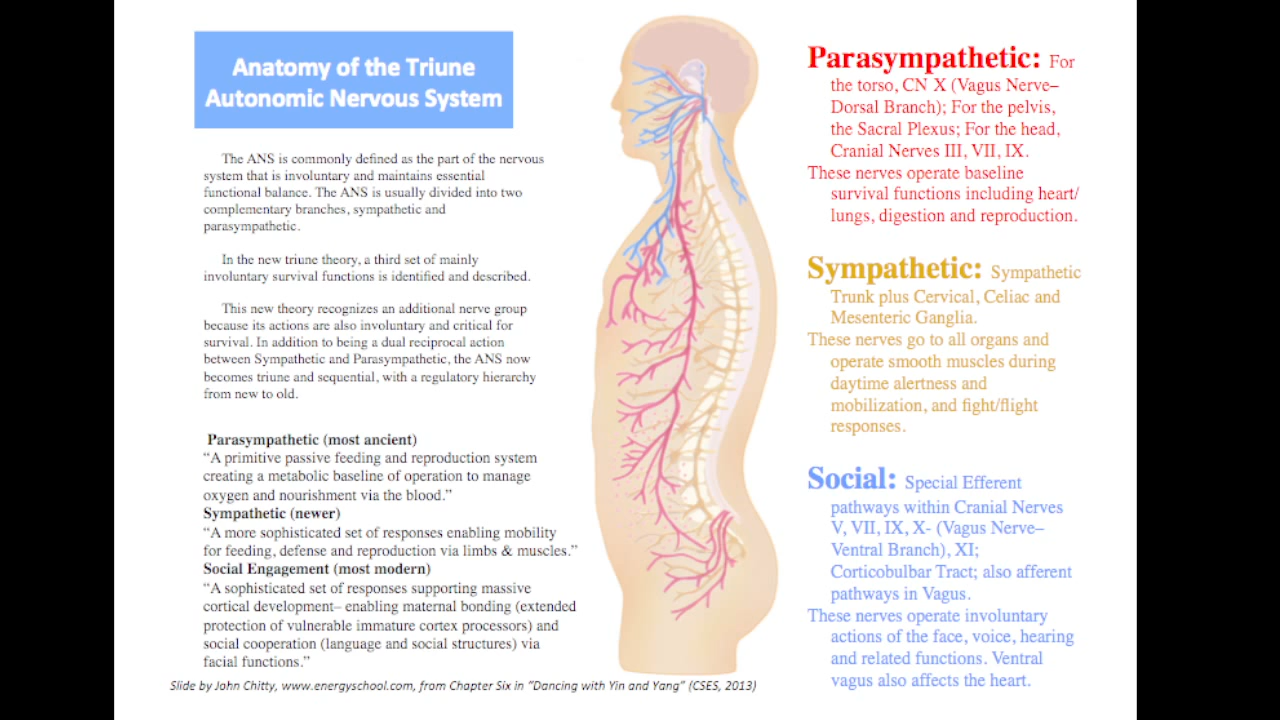 Anatomy of the Triune
Autonomic Nervous System
The ANS is commonly defined as the part of the nervous
system that is involuntary and maintains essential
functional balance. The ANS is usually divided into two
complementary branches, sympathetic and
parasympathetic.
In the new triune theory, a third set of mainly
involuntary survival functions is identified and described.
This new theory recognizes an additional nerve group
because its actions are also involuntary and critical for
survival. In addition to being a dual reciprocal action
between Sympathetic and Parasympathetic, the ANS now
becomes triune and sequential, with a regulatory hierarchy
from new to old.
Parasympathetic (most ancient)
“A primitive passive feeding and reproduction system
creating a metabolic baseline of operation to manage
oxygen and nourishment via the blood.”
Sympathetic (newer)
“A more sophisticated set of responses enabling mobility
for feeding, defense and reproduction via limbs & muscles.”
Social Engagement (most modern)
“A sophisticated set of responses supporting massive
cortical development– enabling maternal bonding (extended
protection of vulnerable immature cortex processors) and
social cooperation (language and social structures) via
facial functions.”
Parasympathetic: For
the torso, CN X (Vagus Nerve–
Dorsal Branch); For the pelvis,
the Sacral Plexus; For the head,
Cranial Nerves III, VII, IX.
These nerves operate baseline
survival functions including heart/
lungs, digestion and reproduction.
Sympathetic: Sympathetic
Trunk plus Cervical, Celiac and
Mesenteric Ganglia.
These nerves go to all organs and
operate smooth muscles during
daytime alertness and
mobilization, and fight/flight
responses.
Social: Special Efferent
pathways within Cranial Nerves
V, VII, IX, X- (Vagus Nerve–
Ventral Branch), XI;
Corticobulbar Tract; also afferent
pathways in Vagus.
These nerves operate involuntary
actions of the face, voice, hearing
and related functions. Ventral
vagus also affects the heart.
Slide by John Chitty, www.energyschool.com, from Chapter Six in "Dancing with Yin and Yang" (CSES, 2013)